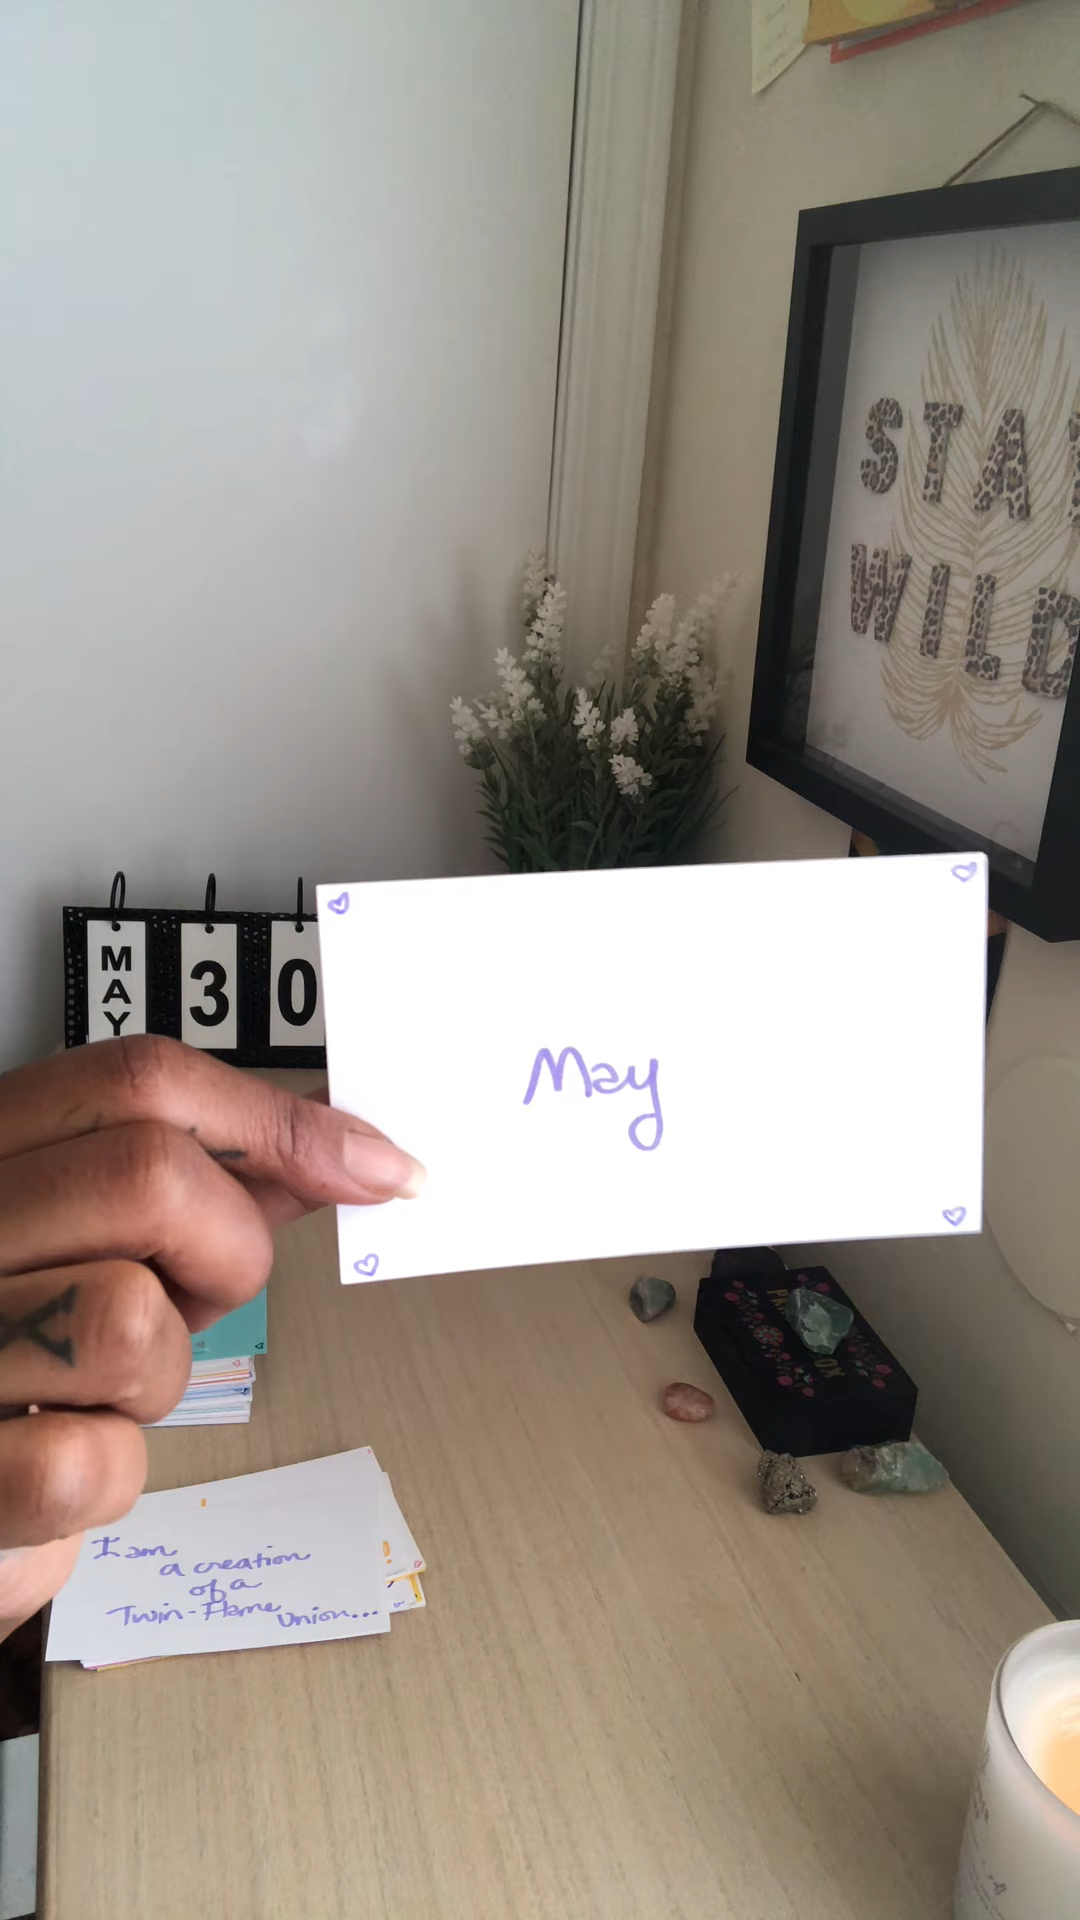 STAY
WILD
MAY
30
May
I am
a creation
of a
Twin-Flame
Union...